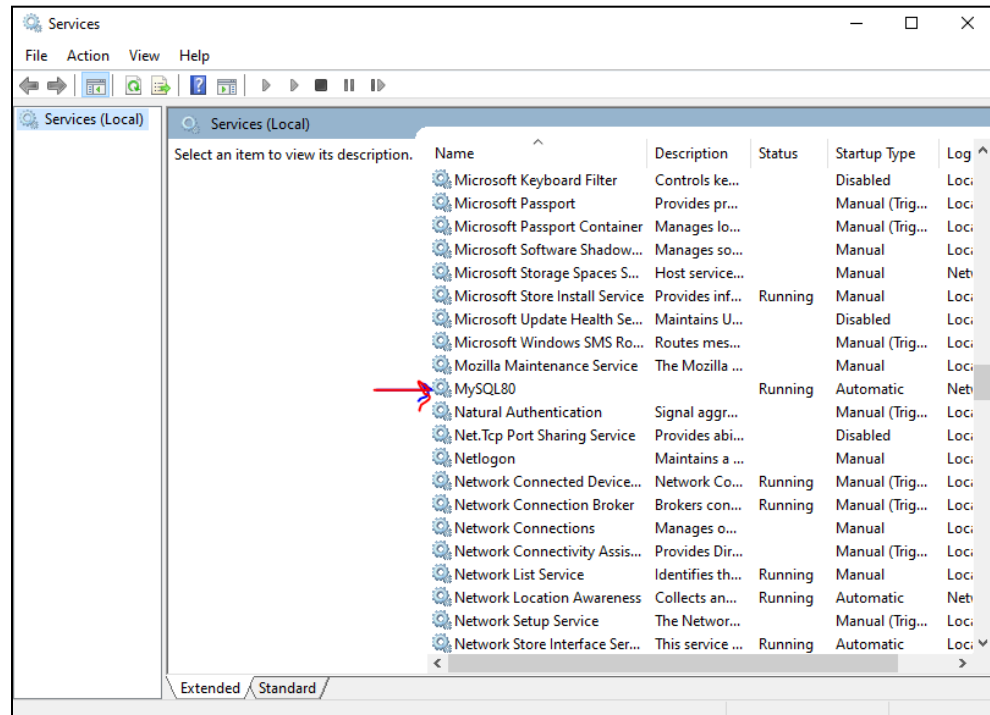 Services
File Action View Help
Services (Local)
Services (Local)
Select an item to view its description.
Name Description Status Startup Type Log
Microsoft Keyboard Filter Controls ke... Disabled Loca
Microsoft Passport Provides pr... Manual (Trig... Loca
Microsoft Passport Container Manages lo... Manual (Trig... Loca
Microsoft Software Shadow... Manages so... Manual Loca
Microsoft Storage Spaces S... Host service... Manual Netw
Microsoft Store Install Service Provides inf... Running Manual Loca
Microsoft Update Health Se... Maintains U... Disabled Loca
Microsoft Windows SMS Ro... Routes mes... Manual (Trig... Loca
Mozilla Maintenance Service The Mozilla ... Manual Loca
MySQL80 Running Automatic Netw
Natural Authentication Signal aggr... Manual (Trig... Loca
Net.Tcp Port Sharing Service Provides abi... Disabled Loca
Netlogon Maintains a ... Manual Loca
Network Connected Device... Network Co... Running Manual (Trig... Loca
Network Connection Broker Brokers con... Running Manual (Trig... Loca
Network Connections Manages o... Manual Loca
Network Connectivity Assis... Provides Dir... Manual (Trig... Loca
Network List Service Identifies th... Running Manual Loca
Network Location Awareness Collects an... Running Automatic Netw
Network Setup Service The Networ... Manual (Trig... Loca
Network Store Interface Ser... This service ... Running Automatic Loca
Extended Standard